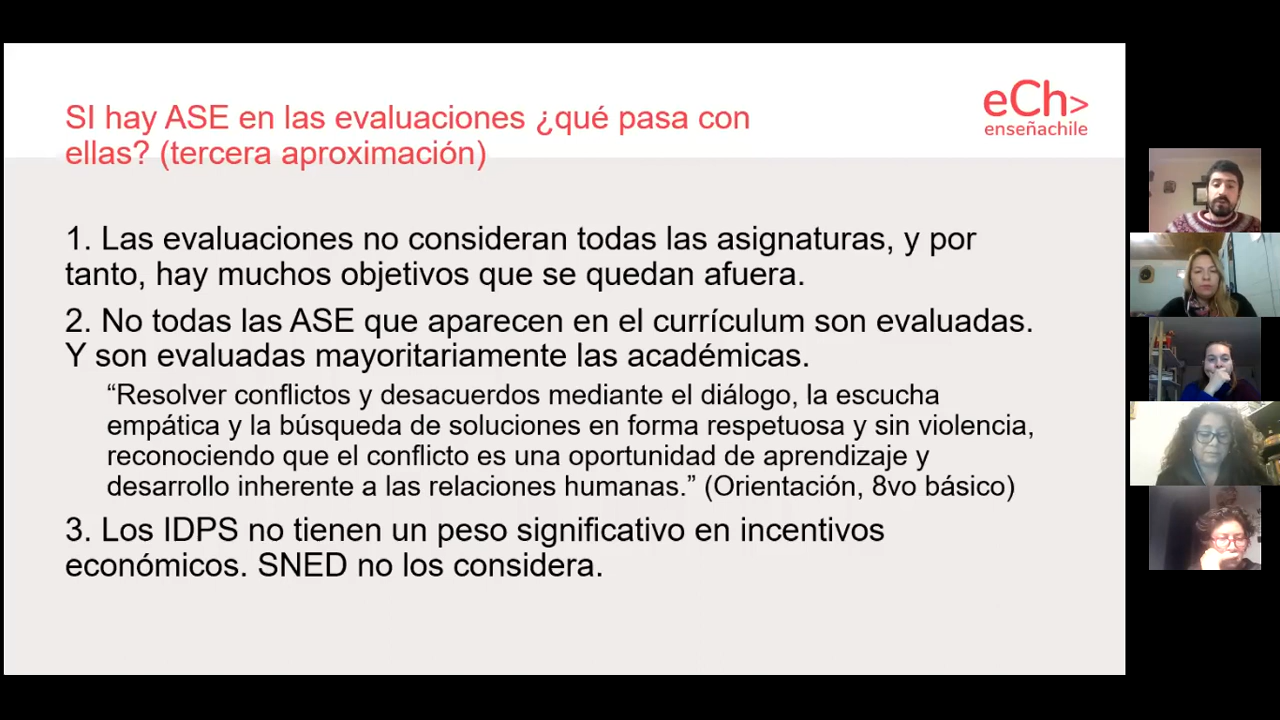 SI hay ASE en las evaluaciones ¿qué pasa con
ellas? (tercera aproximación)
eCh>
enseñachile
1. Las evaluaciones no consideran todas las asignaturas, y por
tanto, hay muchos objetivos que se quedan afuera.
2. No todas las ASE que aparecen en el currículum son evaluadas.
Y son evaluadas mayoritariamente las académicas.
“Resolver conflictos y desacuerdos mediante el diálogo, la escucha
empática y la búsqueda de soluciones en forma respetuosa y sin violencia,
reconociendo que el conflicto es una oportunidad de aprendizaje y
desarrollo inherente a las relaciones humanas.” (Orientación, 8vo básico)
3. Los IDPS no tienen un peso significativo en incentivos
económicos. SNED no los considera.